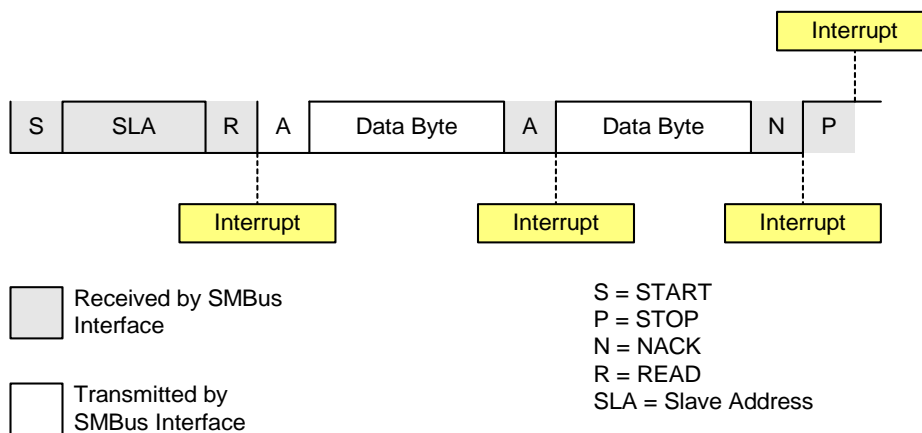 Interrupt
S SLA R A Data Byte A Data Byte N P
Interrupt Interrupt Interrupt
Received by SMBus
Interface
Transmitted by
SMBus Interface
S = START
P = STOP
N = NACK
R = READ
SLA = Slave Address